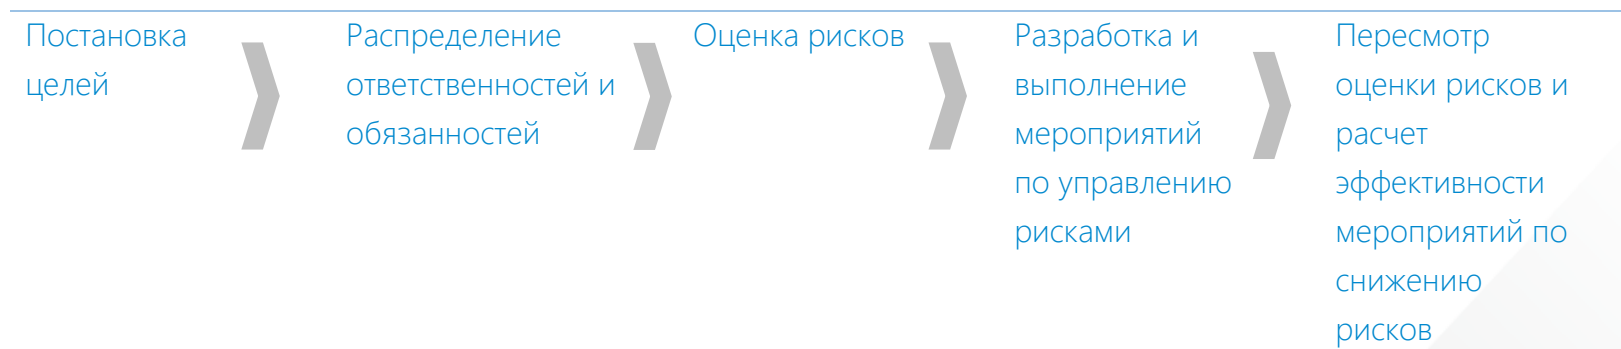 Постановка
целей
Распределение
ответственностей и
обязанностей
Оценка рисков
Разработка и
выполнение
мероприятий
по управлению
рисками
Пересмотр
оценки рисков и
расчет
эффективности
мероприятий по
снижению
рисков